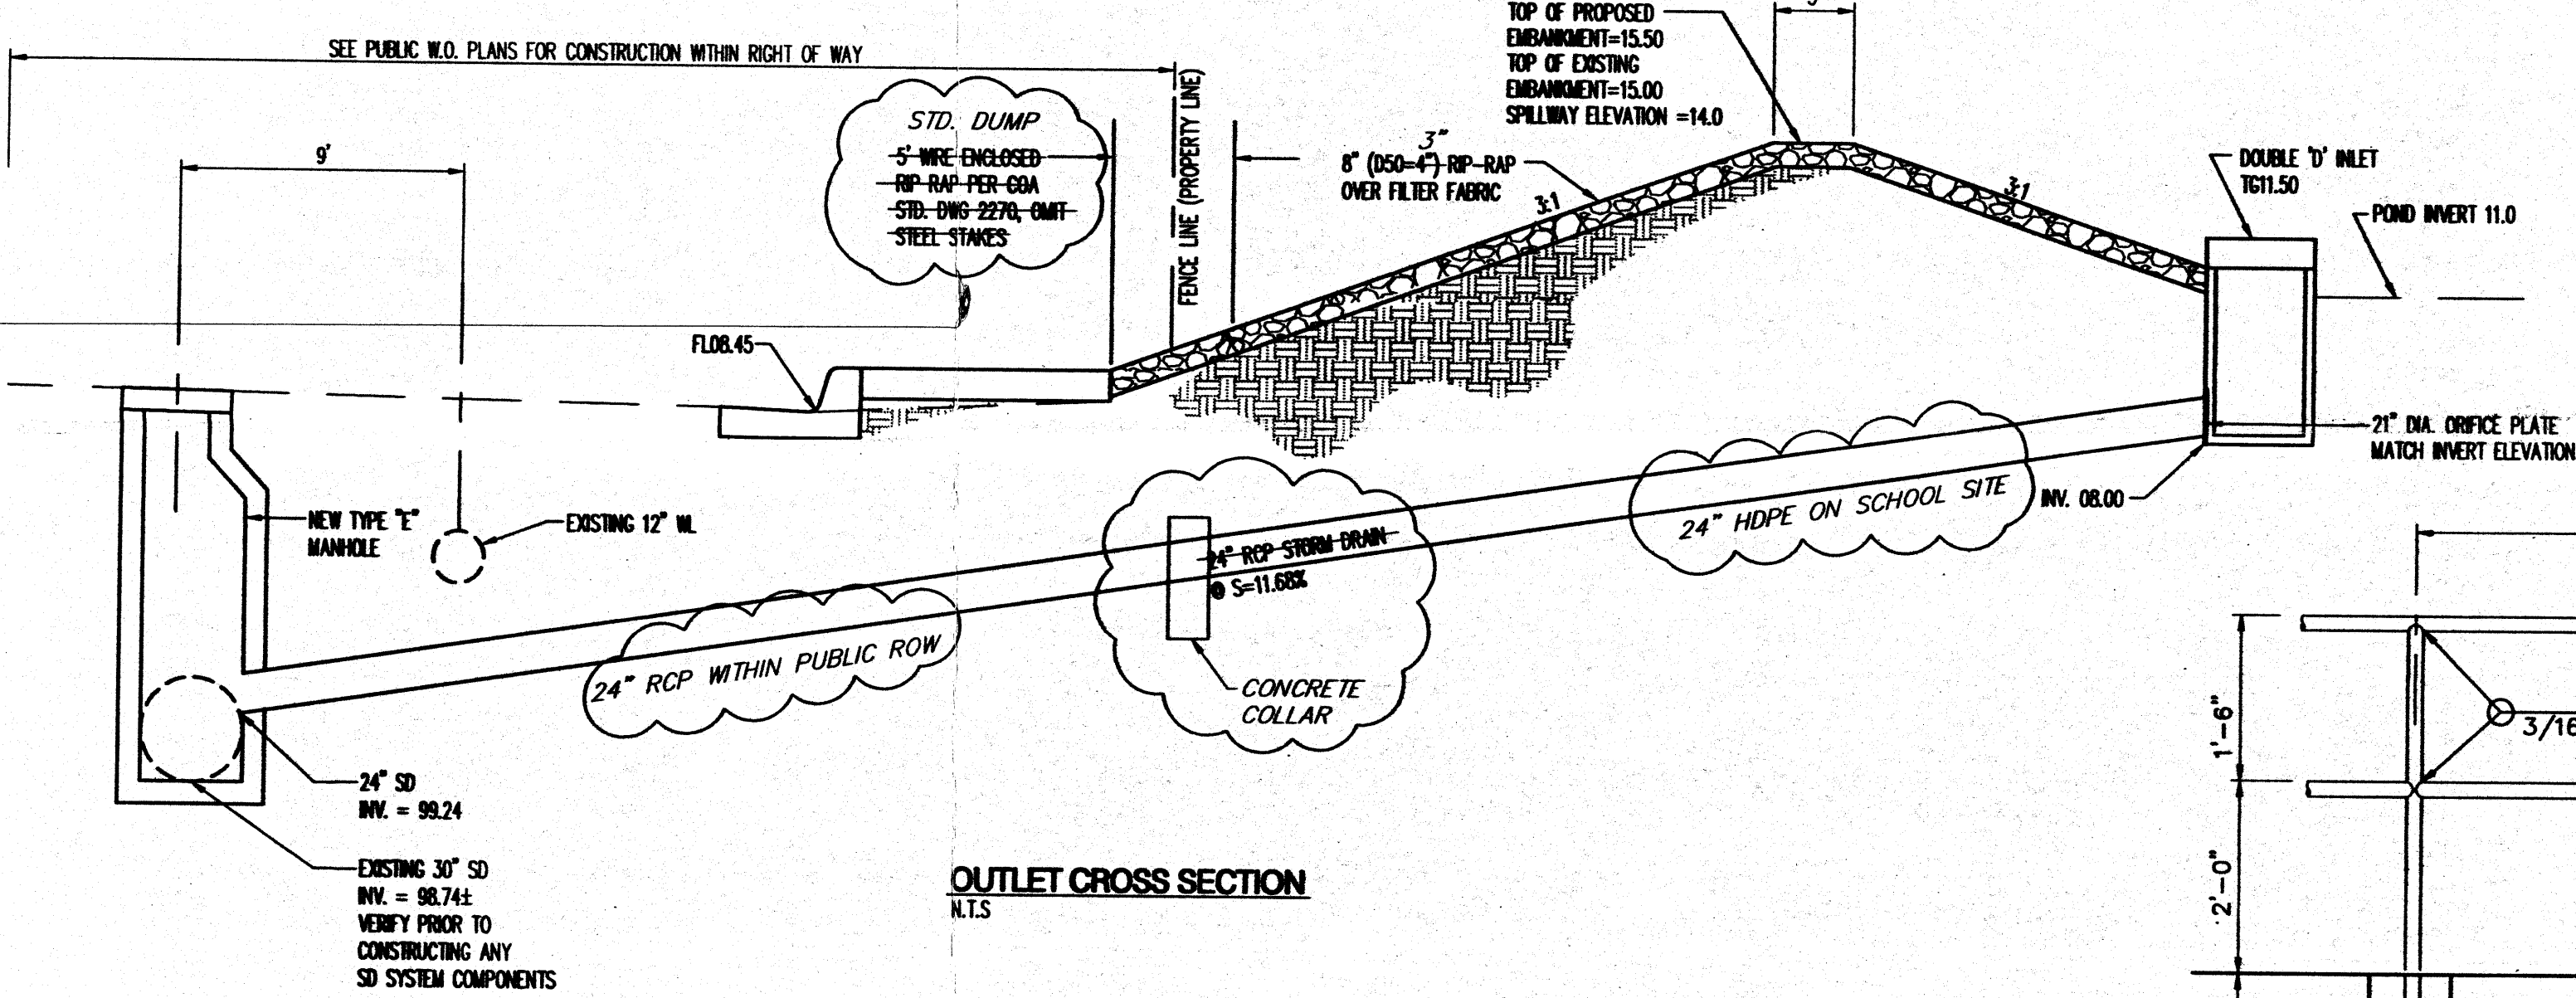 SEE PUBLIC W.O. PLANS FOR CONSTRUCTION WITHIN RIGHT OF WAY
TOP OF PROPOSED
EMBANKMENT=15.50
TOP OF EXISTING
EMBANKMENT=15.00
SPILLWAY ELEVATION =14.0
9'
STD. DUMP
5' WIRE ENCLOSED
RIP RAP PER COA
STD. DWG 2270, OMIT
STEEL STAKES
FENCE LINE (PROPERTY LINE)
3"
8" (D50=4") RIP-RAP
OVER FILTER FABRIC
3:1
3:1
DOUBLE 'D' INLET
TG11.50
POND INVERT 11.0
FL08.45
21" DIA. ORIFICE PLATE
MATCH INVERT ELEVATION
INV. 08.00
NEW TYPE "E"
MANHOLE
EXISTING 12" WL
24" RCP STORM DRAIN
@ S=11.68%
24" HDPE ON SCHOOL SITE
24" RCP WITHIN PUBLIC ROW
CONCRETE
COLLAR
24" SD
INV. = 99.24
EXISTING 30" SD
INV. = 98.74±
VERIFY PRIOR TO
CONSTRUCTING ANY
SD SYSTEM COMPONENTS
OUTLET CROSS SECTION
N.T.S
1'-6"
3/16
2'-0"